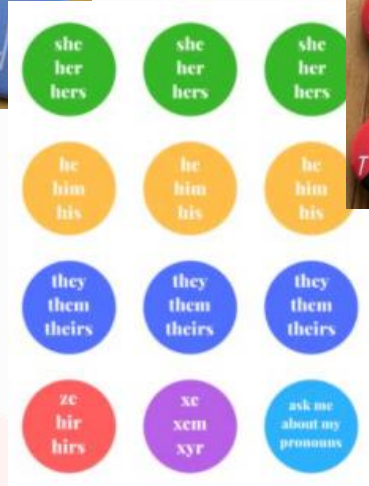 she
her
hers
she
her
hers
she
her
hers
he
him
his
he
him
his
he
him
his
they
them
theirs
they
them
theirs
they
them
theirs
ze
hir
hirs
xe
xem
xyr
ask me
about my
pronouns